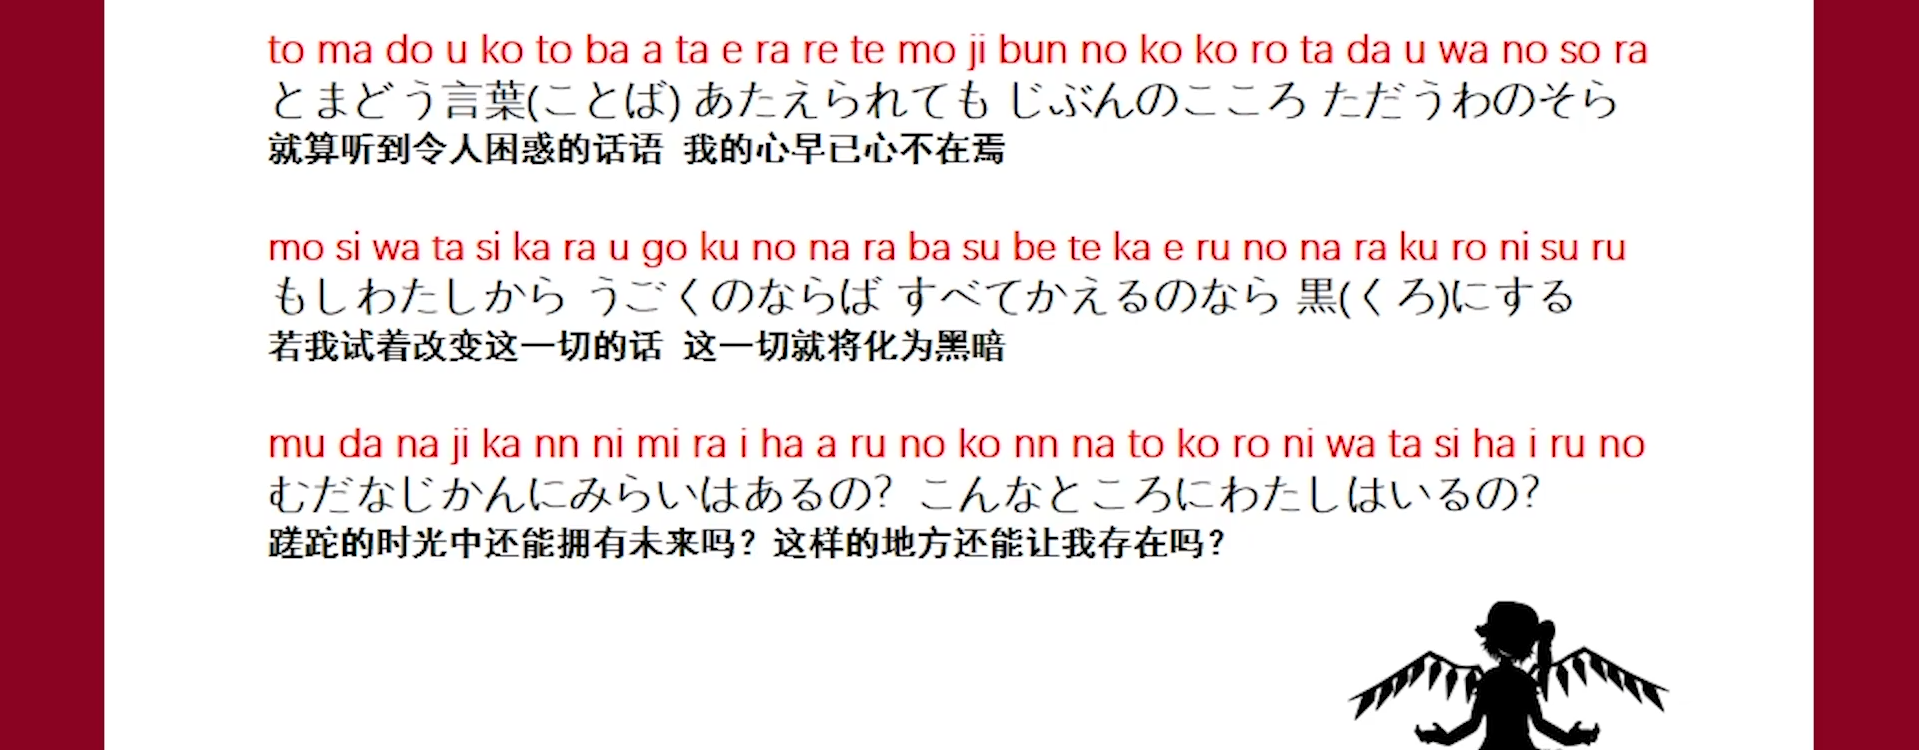 to ma do u ko to ba a ta e ra re te mo ji bun no ko ko ro ta da u wa no so ra
とまどう言葉(ことば) あたえられても じぶんのこころ ただうわのそら
就算听到令人困惑的话语 我的心早已心不在焉
mo si wa ta si ka ra u go ku no na ra ba su be te ka e ru no na ra ku ro ni su ru
もしわたしから うごくのならば すべてかえるのなら 黒(くろ)にする
若我试着改变这一切的话 这一切就将化为黑暗
mu da na ji ka nn ni mi ra i ha a ru no ko nn na to ko ro ni wa ta si ha i ru no
むだなじかんにみらいはあるの? こんなところにわたしはいるの?
蹉跎的时光中还能拥有未来吗? 这样的地方还能让我存在吗?